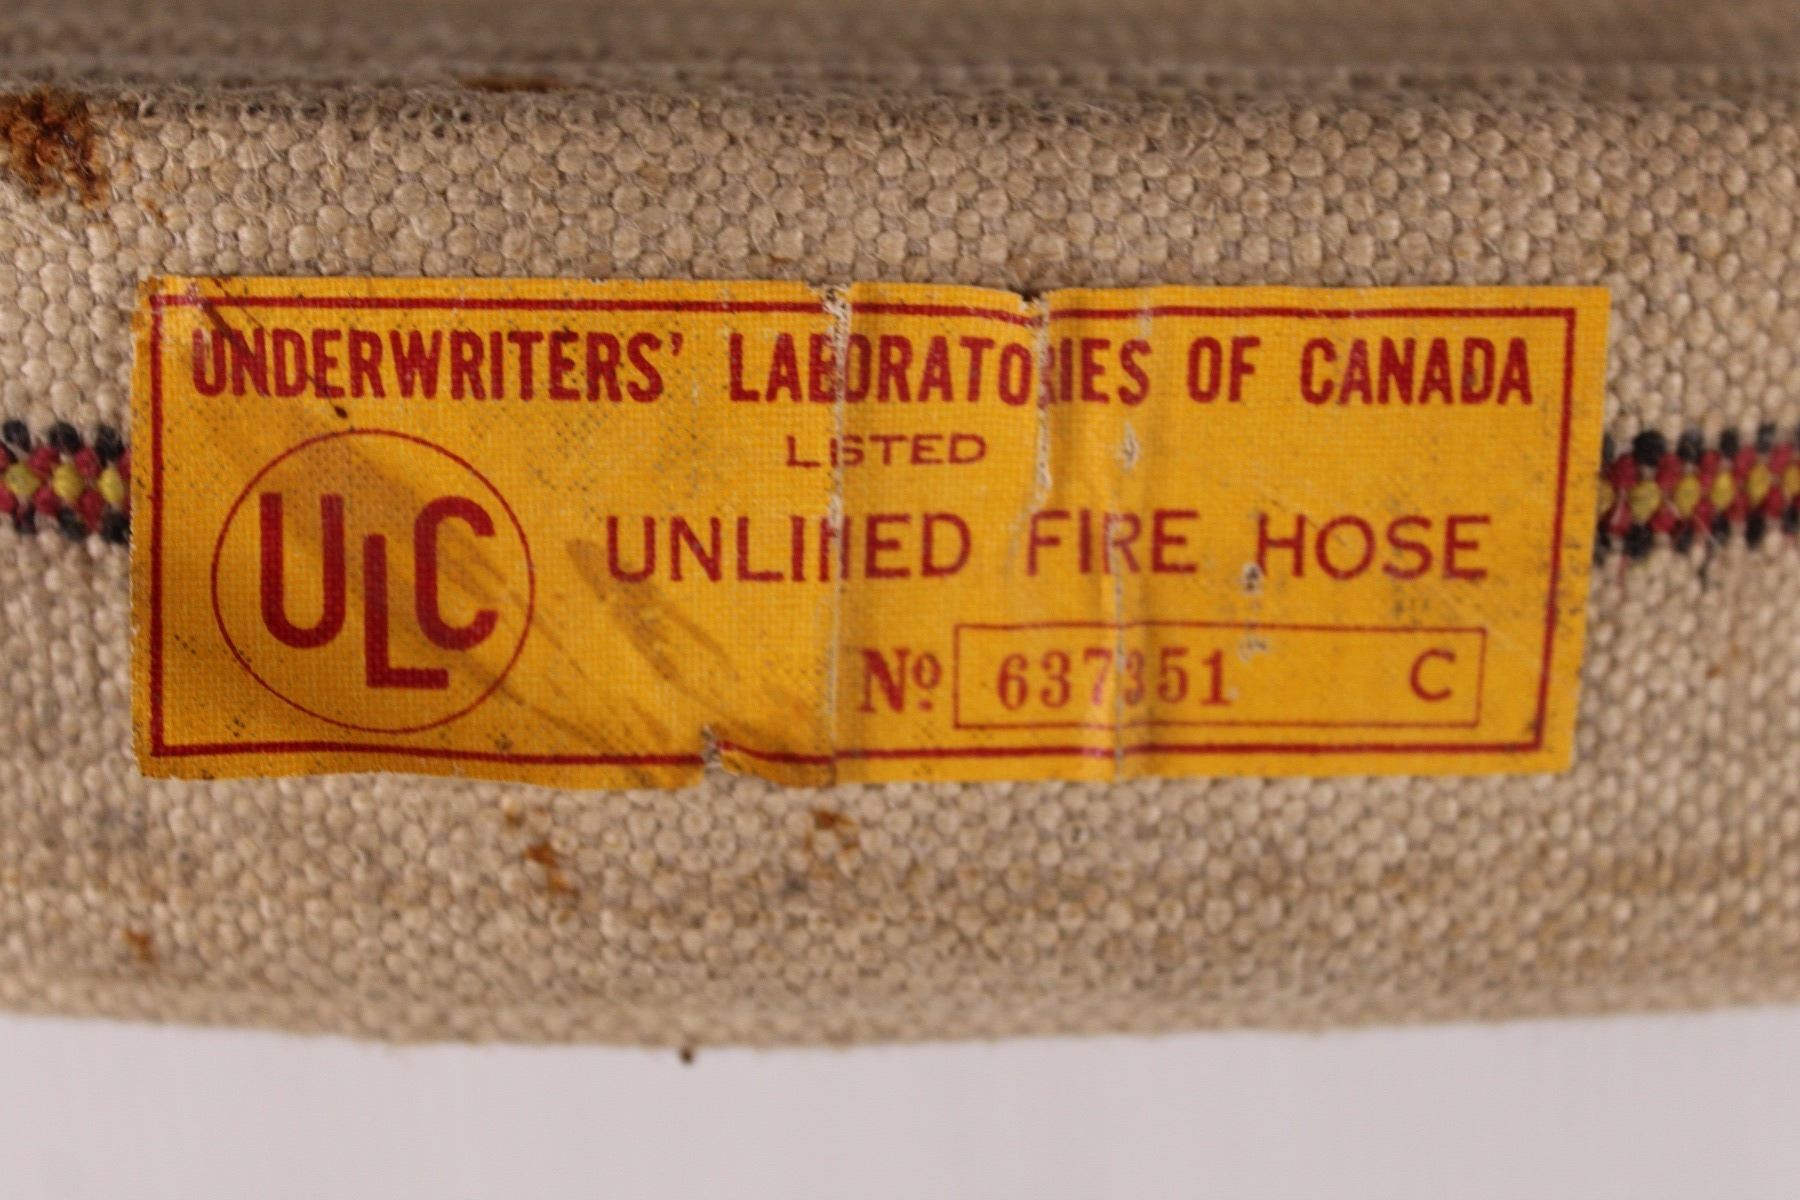 UNDERWRITERS' LABORATORIES OF CANADA
LISTED
ULC
UNLINED FIRE HOSE
Nº 637351 C